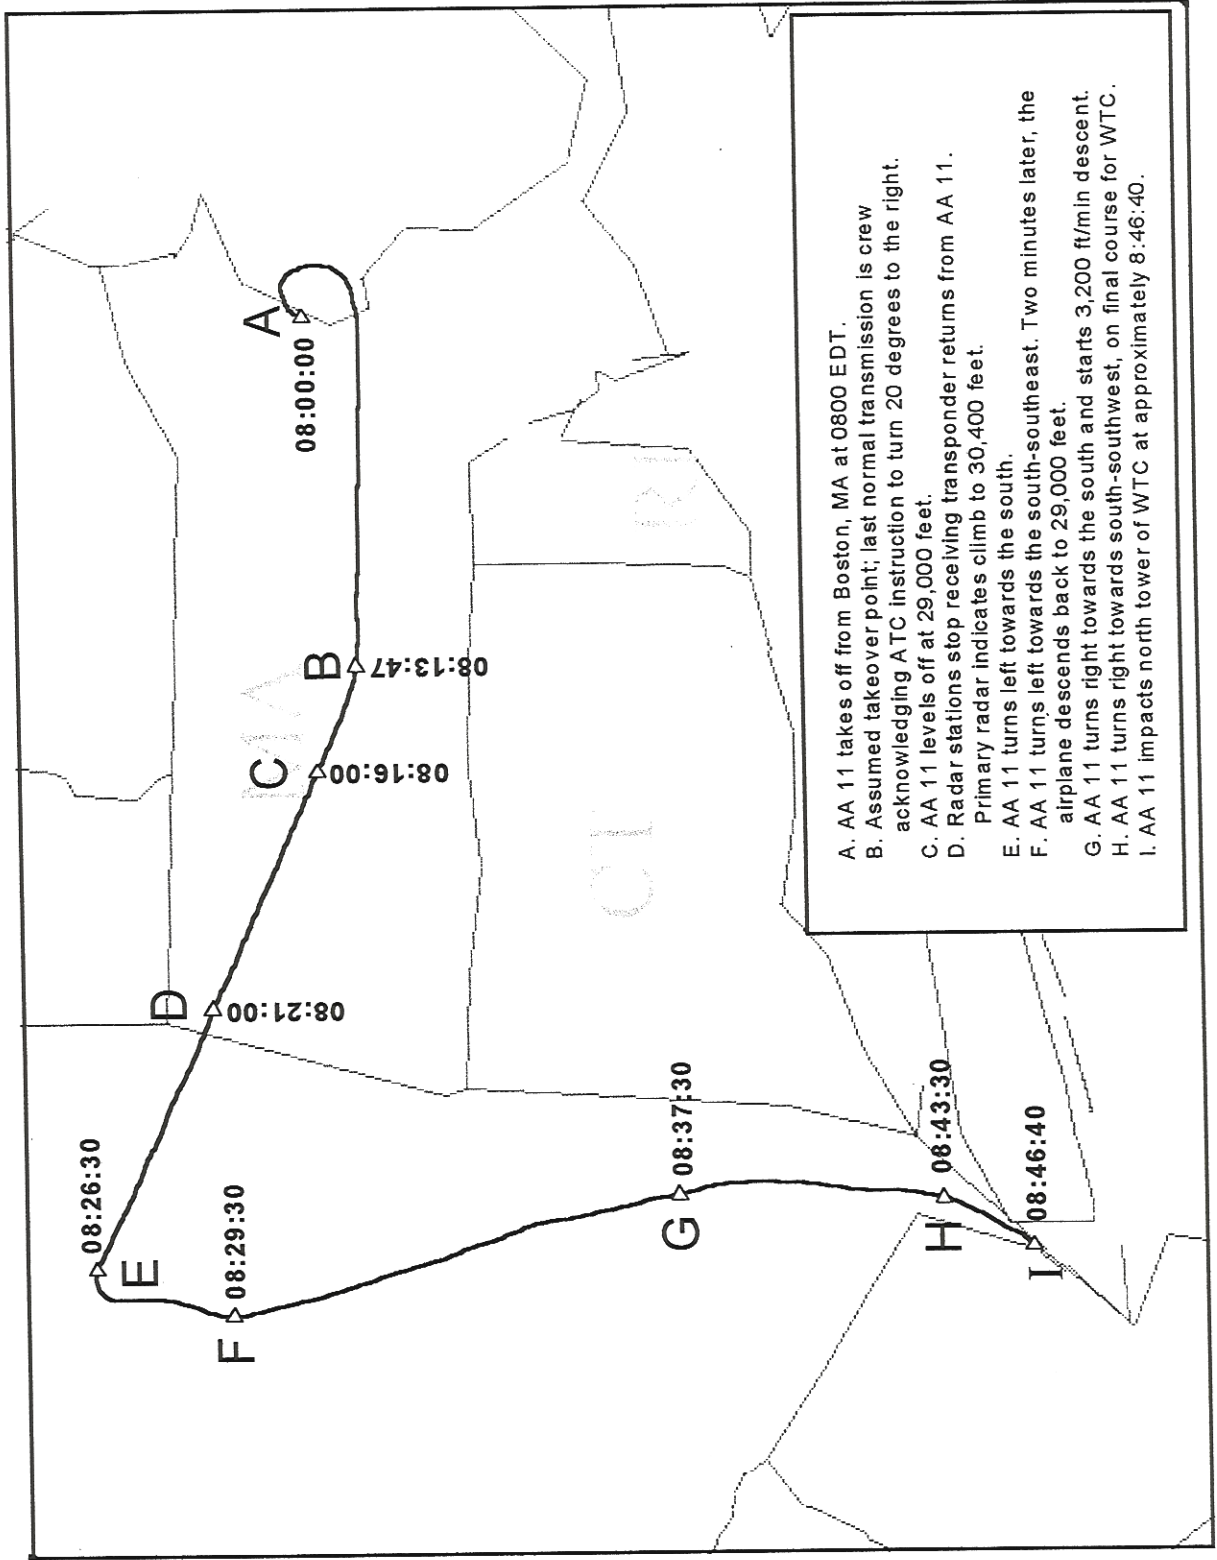 A
08:00:00
B
08:13:47
C
08:16:00
D
08:21:00
E
08:26:30
F
08:29:30
G
08:37:30
H
08:43:30
I
08:46:40
MA
CT
RI
A. AA 11 takes off from Boston, MA at 0800 EDT.
B. Assumed takeover point; last normal transmission is crew
acknowledging ATC instruction to turn 20 degrees to the right.
C. AA 11 levels off at 29,000 feet.
D. Radar stations stop receiving transponder returns from AA 11.
Primary radar indicates climb to 30,400 feet.
E. AA 11 turns left towards the south.
F. AA 11 turns left towards the south-southeast. Two minutes later, the
airplane descends back to 29,000 feet.
G. AA 11 turns right towards the south and starts 3,200 ft/min descent.
H. AA 11 turns right towards south-southwest, on final course for WTC.
I. AA 11 impacts north tower of WTC at approximately 8:46:40.